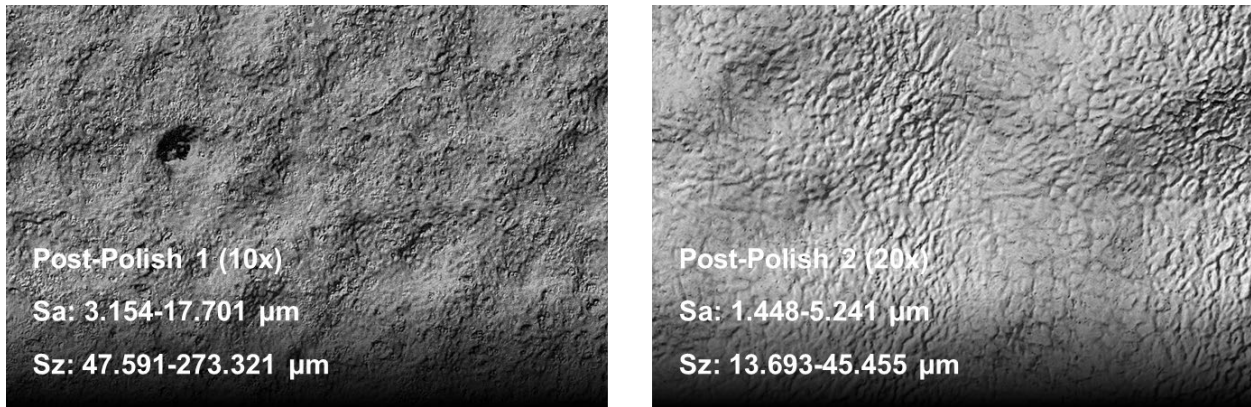 Post-Polish 1 (10x)
Sa: 3.154-17.701 µm
Sz: 47.591-273.321 µm
Post-Polish 2 (20x)
Sa: 1.448-5.241 µm
Sz: 13.693-45.455 µm